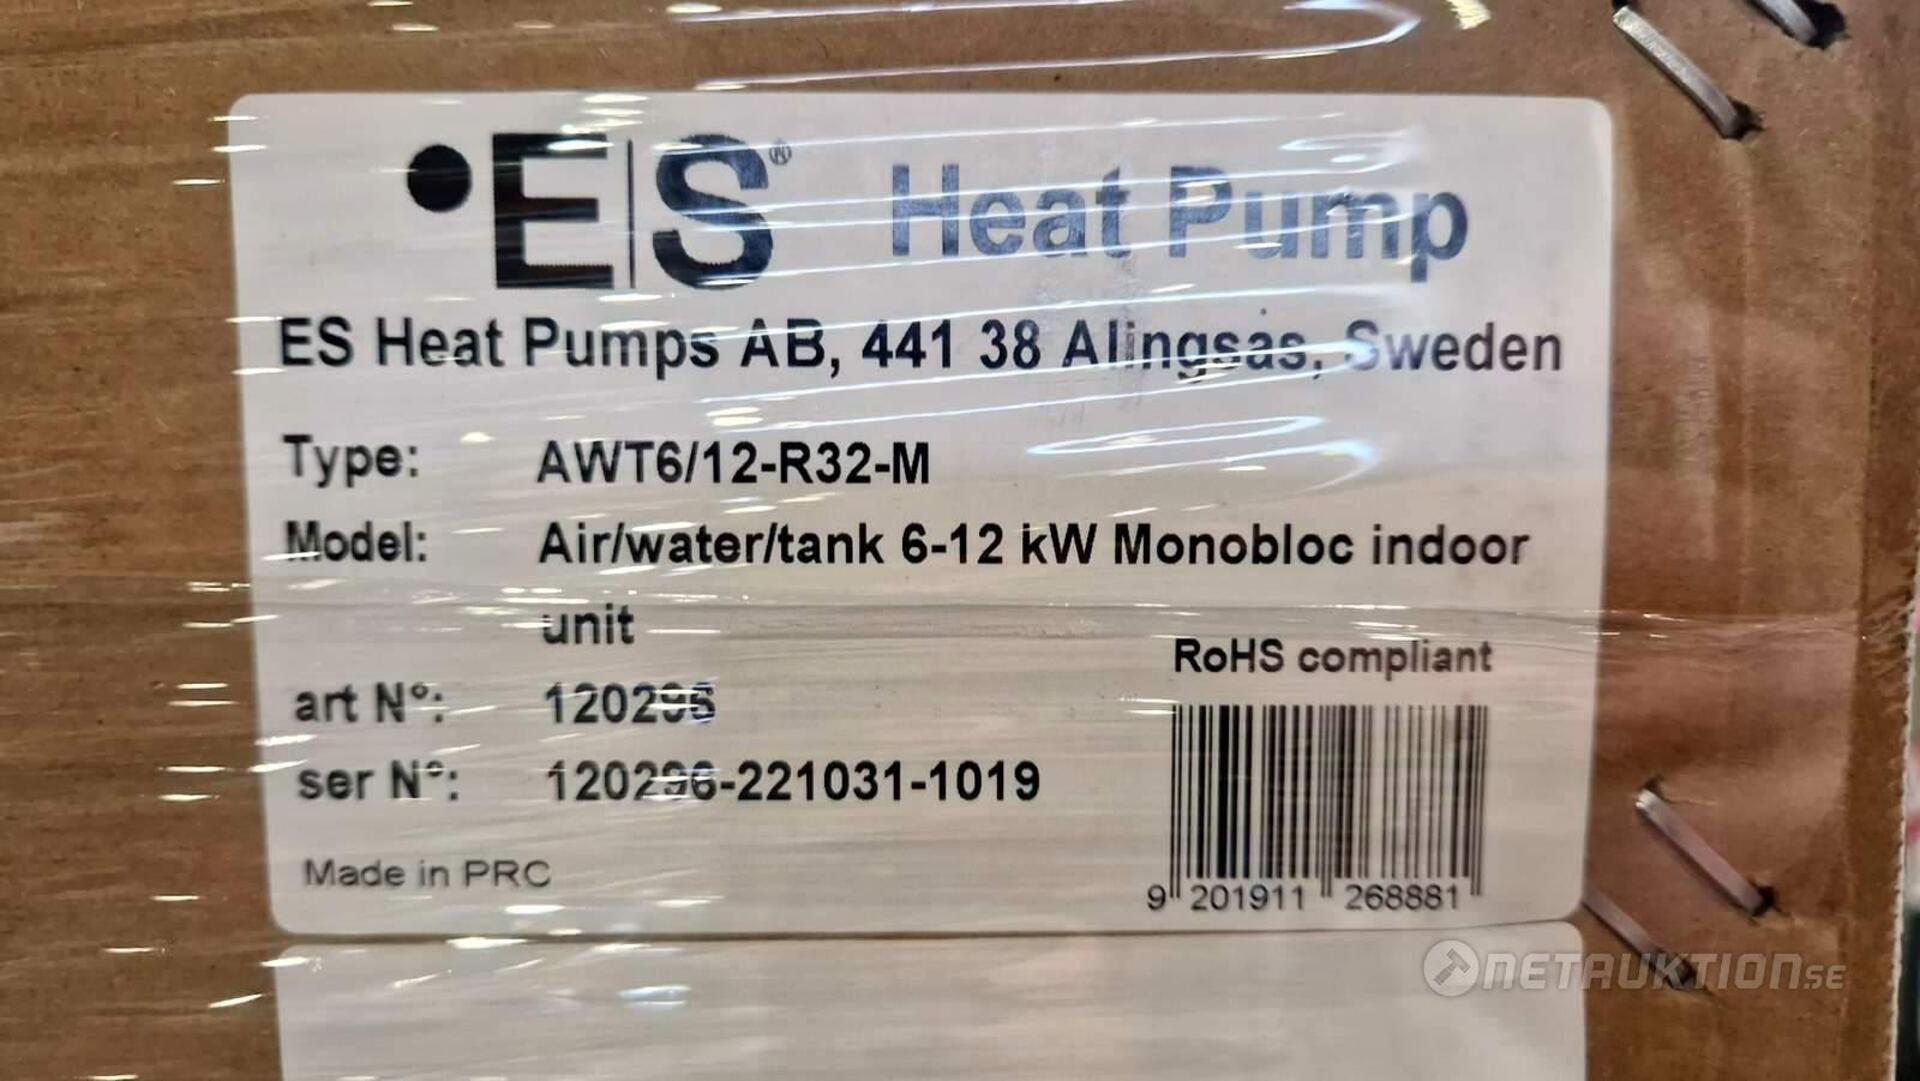 •E|S® Heat Pump
ES Heat Pumps AB, 441 38 Alingsås, Sweden
Type: AWT6/12-R32-M
Model: Air/water/tank 6-12 kW Monobloc indoor
unit
RoHS compliant
art N°: 120296
ser N°: 120296-221031-1019
Made in PRC
9 201911 268881
NETAUKTION.SE